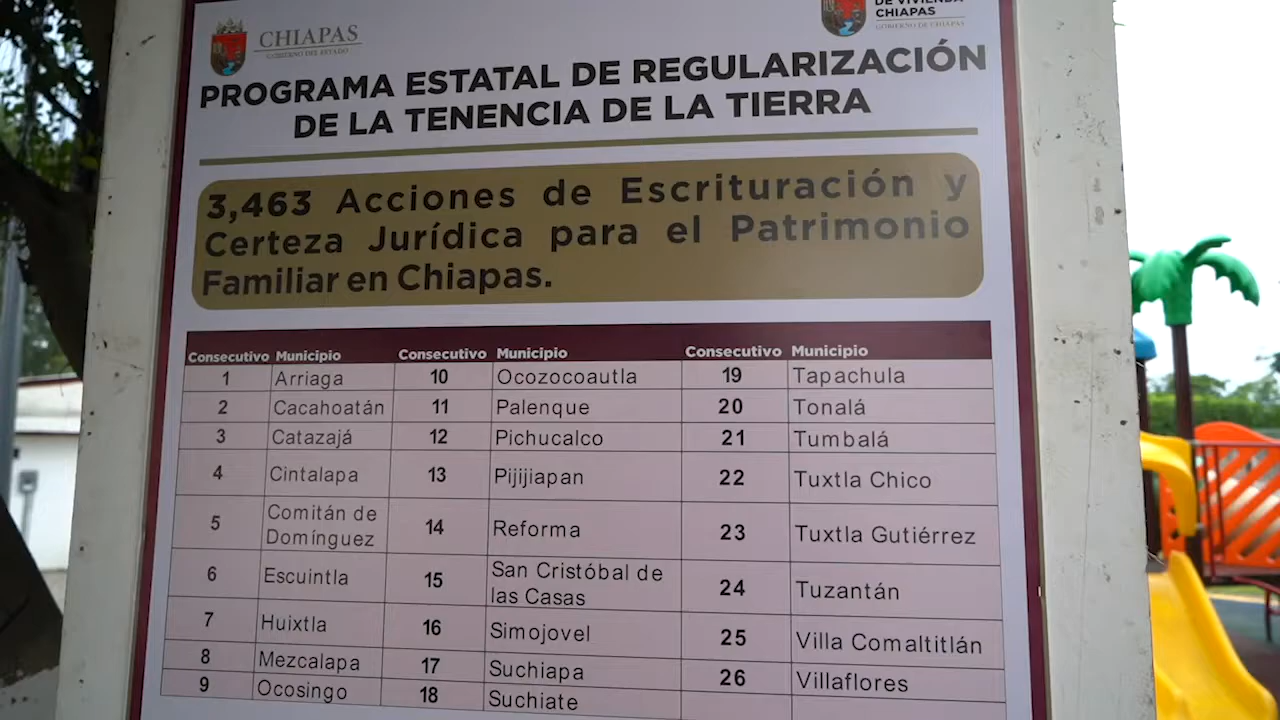 CHIAPAS
GOBIERNO DEL ESTADO
DE VIVIENDA
CHIAPAS
GOBIERNO DE CHIAPAS
PROGRAMA ESTATAL DE REGULARIZACIÓN
DE LA TENENCIA DE LA TIERRA
3,463 Acciones de Escrituración y
Certeza Jurídica para el Patrimonio
Familiar en Chiapas.
Consecutivo Municipio Consecutivo Municipio Consecutivo Municipio
1 Arriaga 10 Ocozocoautla 19 Tapachula
2 Cacahoatán 11 Palenque 20 Tonalá
3 Catazajá 12 Pichucalco 21 Tumbalá
4 Cintalapa 13 Pijijiapan 22 Tuxtla Chico
5 Comitán de
Domínguez 14 Reforma 23 Tuxtla Gutiérrez
6 Escuintla 15 San Cristóbal de
las Casas 24 Tuzantán
7 Huixtla 16 Simojovel 25 Villa Comaltitlán
8 Mezcalapa 17 Suchiapa 26 Villaflores
9 Ocosingo 18 Suchiate